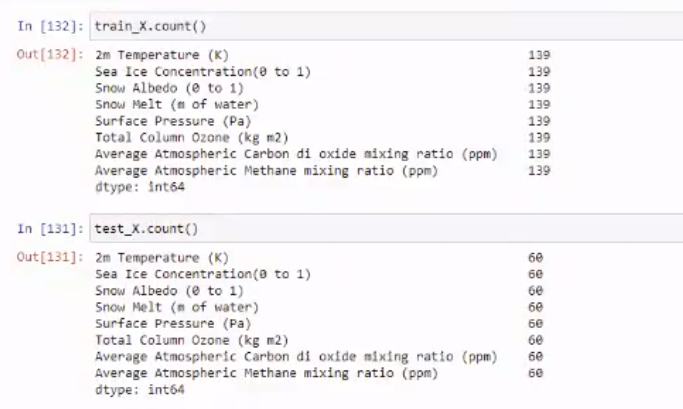 In [132]: train_X.count()
Out[132]: 2m Temperature (K) 139
Sea Ice Concentration(0 to 1) 139
Snow Albedo (0 to 1) 139
Snow Melt (m of water) 139
Surface Pressure (Pa) 139
Total Column Ozone (kg m2) 139
Average Atmospheric Carbon di oxide mixing ratio (ppm) 139
Average Atmospheric Methane mixing ratio (ppm) 139
dtype: int64
In [131]: test_X.count()
Out[131]: 2m Temperature (K) 60
Sea Ice Concentration(0 to 1) 60
Snow Albedo (0 to 1) 60
Snow Melt (m of water) 60
Surface Pressure (Pa) 60
Total Column Ozone (kg m2) 60
Average Atmospheric Carbon di oxide mixing ratio (ppm) 60
Average Atmospheric Methane mixing ratio (ppm) 60
dtype: int64